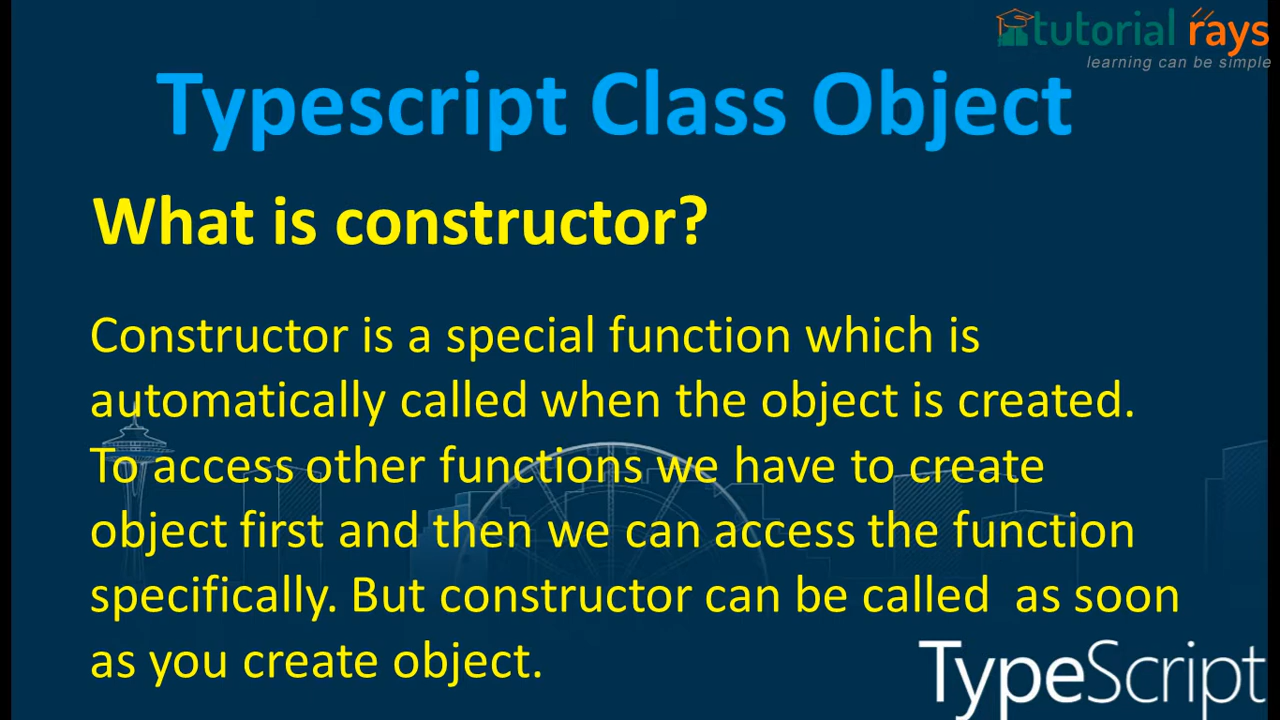 tutorial rays
learning can be simple
Typescript Class Object
What is constructor?
Constructor is a special function which is
automatically called when the object is created.
To access other functions we have to create
object first and then we can access the function
specifically. But constructor can be called  as soon
as you create object.
TypeScript